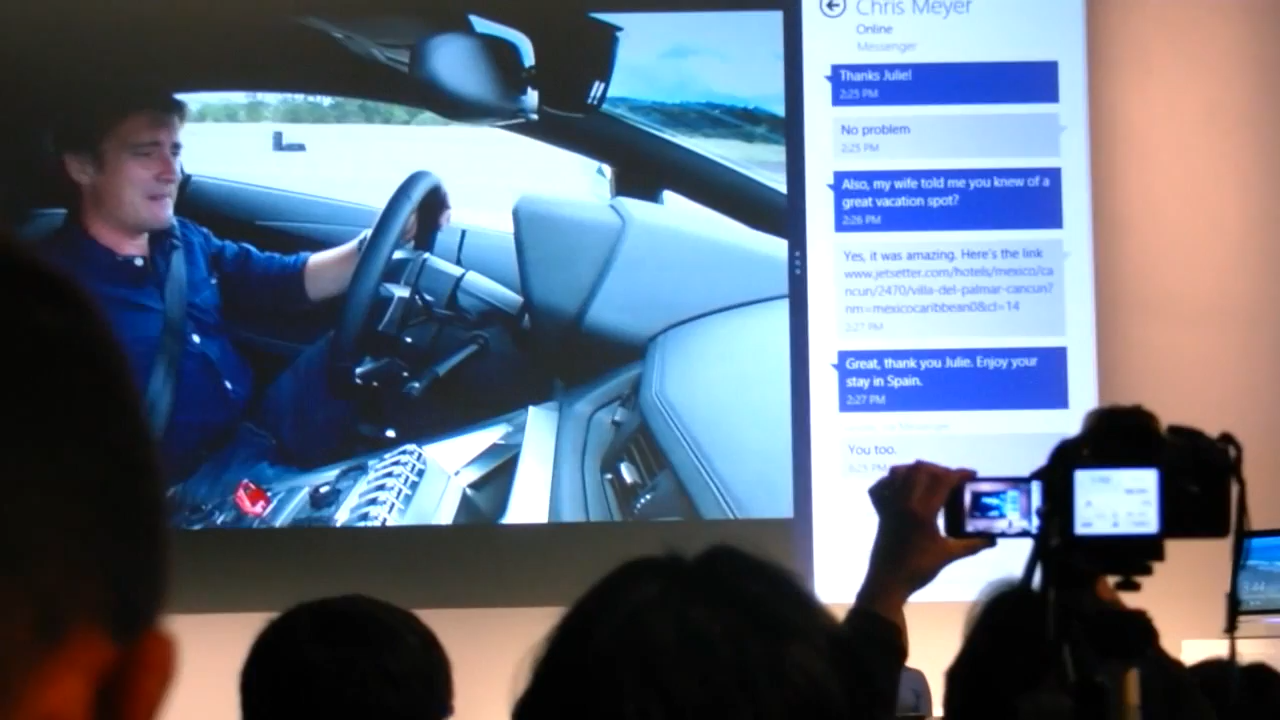 Chris Meyer
Online
Messenger
Thanks Julie!
2:25 PM
No problem
2:25 PM
Also, my wife told me you knew of a
great vacation spot?
2:26 PM
Yes, it was amazing. Here's the link
www.jetsetter.com/hotels/mexico/ca
ncun/2470/villa-del-palmar-cancun?
nm=mexicocaribbean0&cl=14
2:27 PM
Great, thank you Julie. Enjoy your
stay in Spain.
2:27 PM
Messenger
You too.